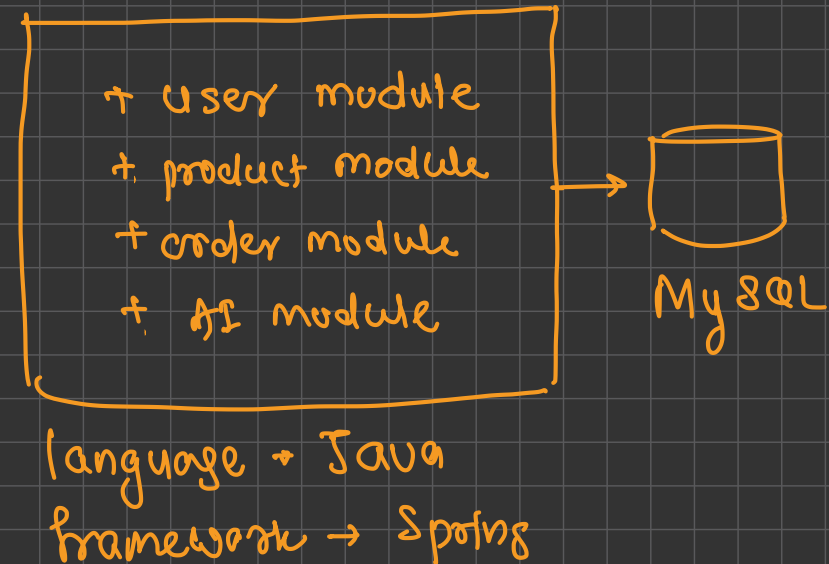 + user module
+ product module
+ order module
+ AI module
MySQL
language → Java
framework → Spring